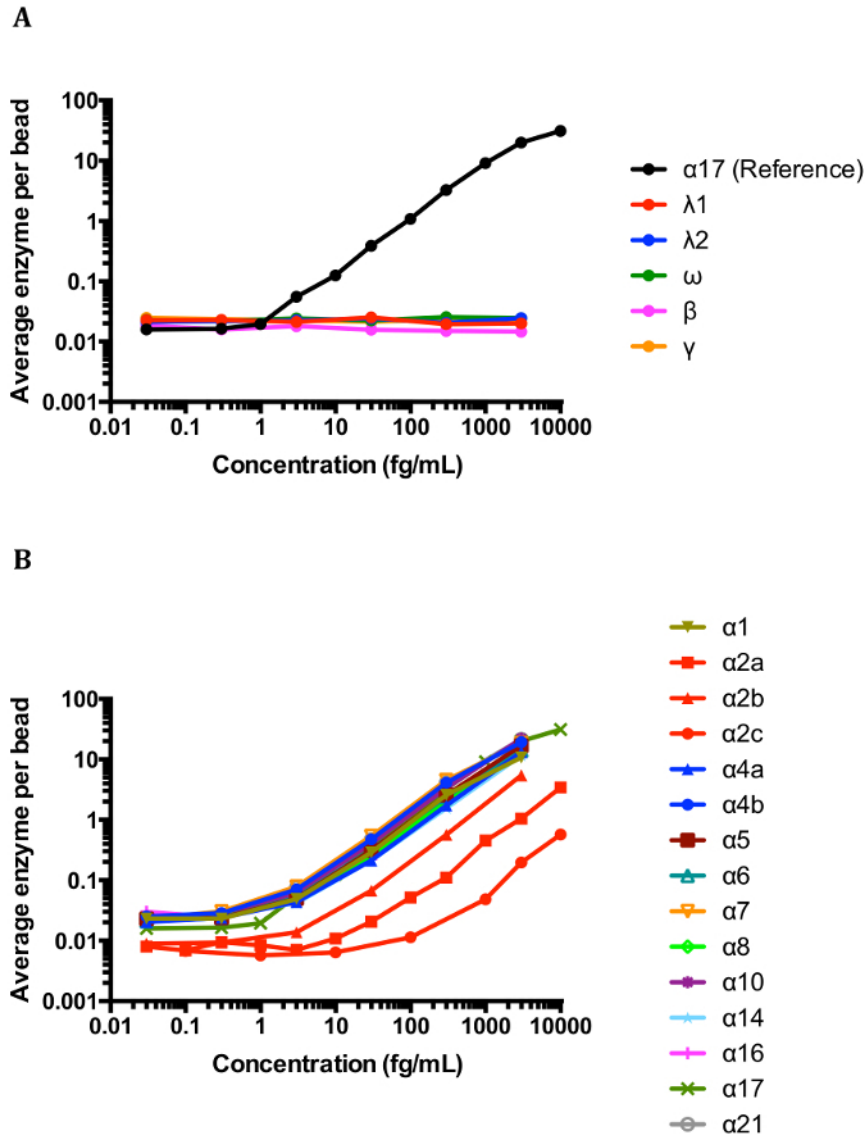 A
100
10
1
0.1
0.01
0.001
Average enzyme per bead
0.01 0.1 1 10 100 1000 10000
Concentration (fg/mL)
α17 (Reference)
λ1
λ2
ω
β
γ
B
100
10
1
0.1
0.01
0.001
Average enzyme per bead
0.01 0.1 1 10 100 1000 10000
Concentration (fg/mL)
α1
α2a
α2b
α2c
α4a
α4b
α5
α6
α7
α8
α10
α14
α16
α17
α21